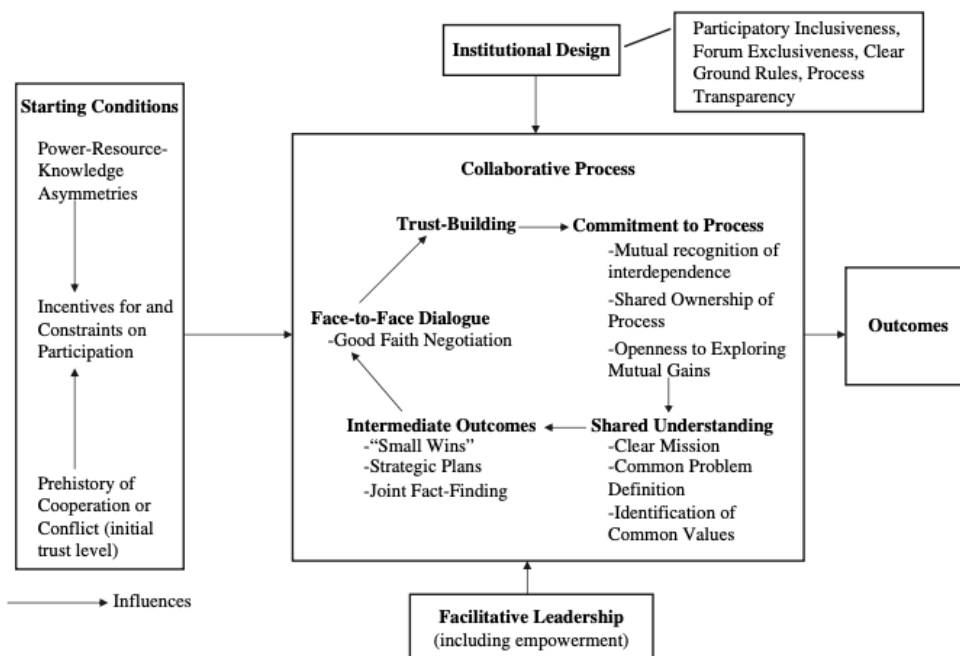 Institutional Design
Participatory Inclusiveness,
Forum Exclusiveness, Clear
Ground Rules, Process
Transparency
Starting Conditions
Power-Resource-
Knowledge
Asymmetries
Incentives for and
Constraints on
Participation
Prehistory of
Cooperation or
Conflict (initial
trust level)
Collaborative Process
Trust-Building
Commitment to Process
-Mutual recognition of
interdependence
-Shared Ownership of
Process
-Openness to Exploring
Mutual Gains
Face-to-Face Dialogue
-Good Faith Negotiation
Intermediate Outcomes
-“Small Wins”
-Strategic Plans
-Joint Fact-Finding
Shared Understanding
-Clear Mission
-Common Problem
Definition
-Identification of
Common Values
Outcomes
Influences
Facilitative Leadership
(including empowerment)